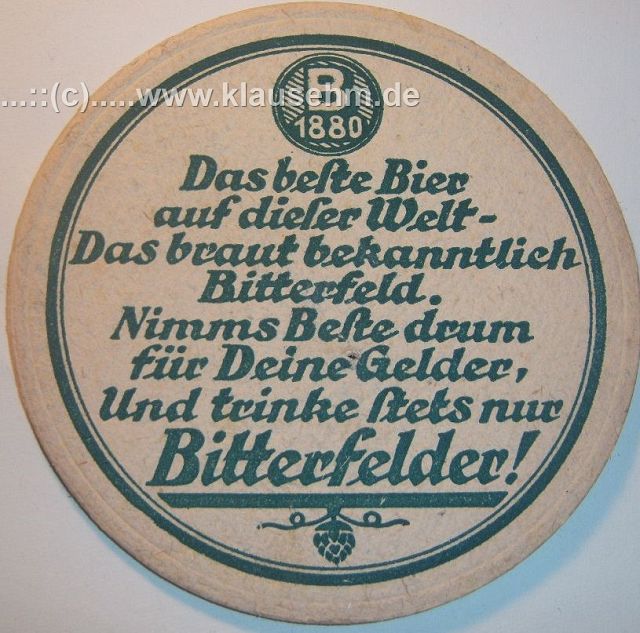 B
...::(c).....www.klausehm.de
1880
Das beſte Bier
auf dieſer Welt-
Das braut bekanntlich
Bitterfeld.
Nimms Beſte drum
für Deine Gelder,
Und trinke ſtets nur
Bitterfelder!